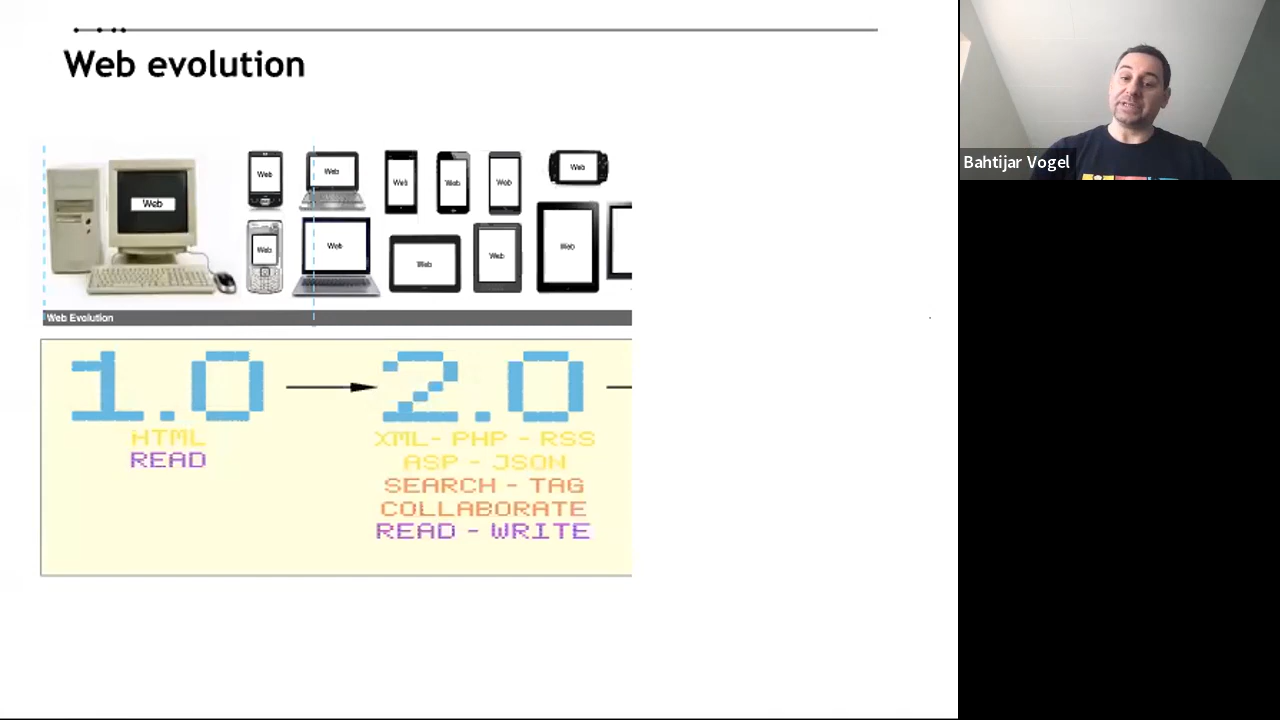 Web evolution
Bahtijar Vogel
Web
Web
Web
Web
Web
Web
Web
Web
Web
Web
Web
Web
Web Evolution
1.0
2.0
HTML
READ
XML- PHP - RSS
ASP - JSON
SEARCH - TAG
COLLABORATE
READ - WRITE